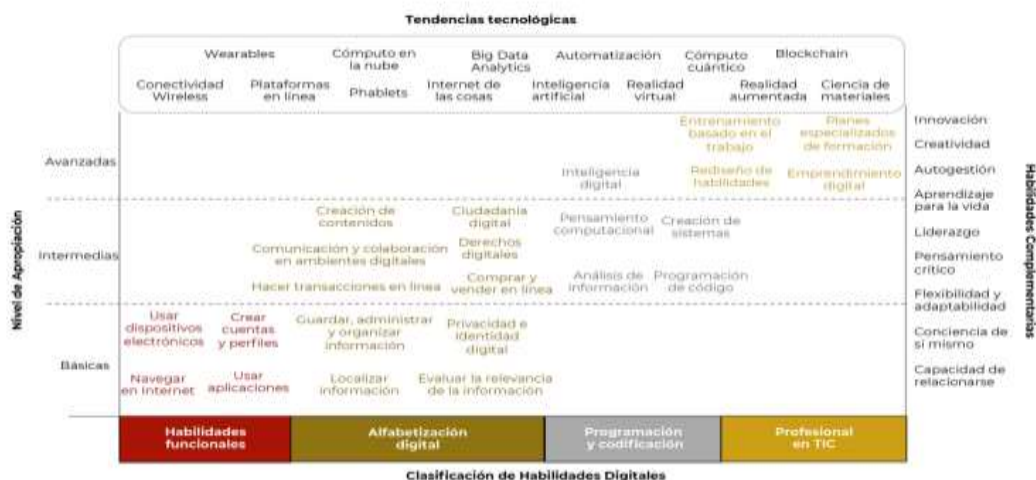 Tendencias tecnológicas
Wearables
Cómputo en
la nube
Big Data
Analytics
Automatización
Cómputo
cuántico
Blockchain
Conectividad
Wireless
Plataformas
en línea
Phablets
Internet de
las cosas
Inteligencia
artificial
Realidad
virtual
Realidad
aumentada
Ciencia de
materiales
Nivel de Apropiación
Avanzadas
Entrenamiento
basado en el
trabajo
Planes
especializados
de formación
Inteligencia
digital
Rediseño de
habilidades
Emprendimiento
digital
Intermedias
Creación de
contenidos
Ciudadanía
digital
Pensamiento
computacional
Creación de
sistemas
Comunicación y colaboración
en ambientes digitales
Derechos
digitales
Hacer transacciones en línea
Comprar y
vender en línea
Análisis de
información
Programación
de código
Básicas
Usar
dispositivos
electrónicos
Crear
cuentas
y perfiles
Guardar, administrar
y organizar
información
Privacidad e
identidad
digital
Navegar
en Internet
Usar
aplicaciones
Localizar
información
Evaluar la relevancia
de la información
Innovación
Creatividad
Autogestión
Aprendizaje
para la vida
Liderazgo
Pensamiento
crítico
Flexibilidad y
adaptabilidad
Conciencia de
si mismo
Capacidad de
relacionarse
Habilidades Complementarias
Habilidades
funcionales
Alfabetización
digital
Programación
y codificación
Profesional
en TIC
Clasificación de Habilidades Digitales